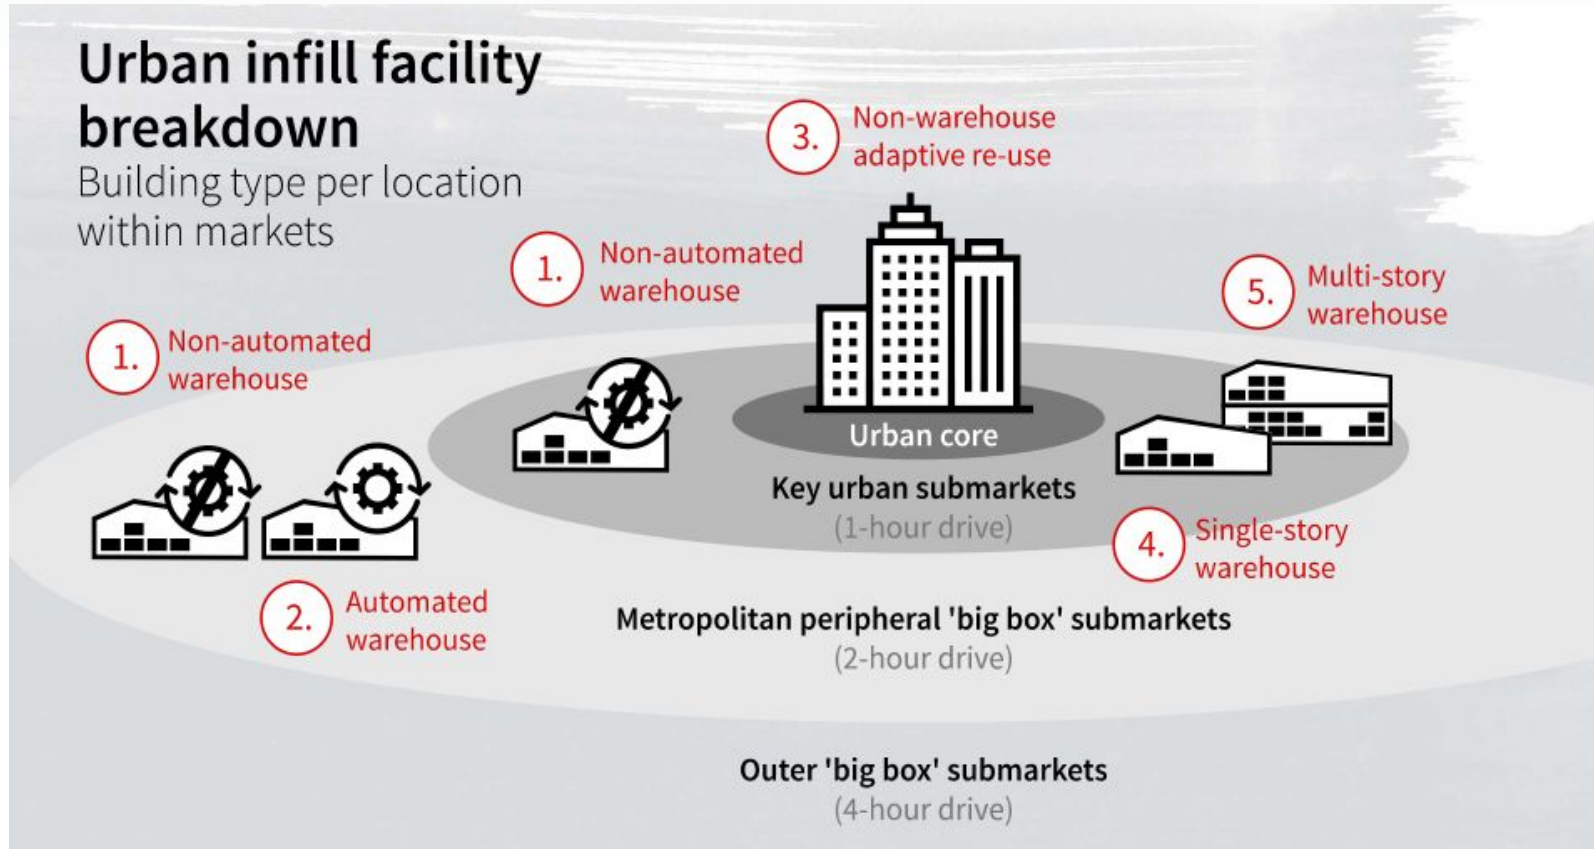 Urban infill facility
breakdown
Building type per location
within markets
3.
Non-warehouse
adaptive re-use
1.
Non-automated
warehouse
5.
Multi-story
warehouse
1.
Non-automated
warehouse
Urban core
Key urban submarkets
(1-hour drive)
4.
Single-story
warehouse
2.
Automated
warehouse
Metropolitan peripheral 'big box' submarkets
(2-hour drive)
Outer 'big box' submarkets
(4-hour drive)